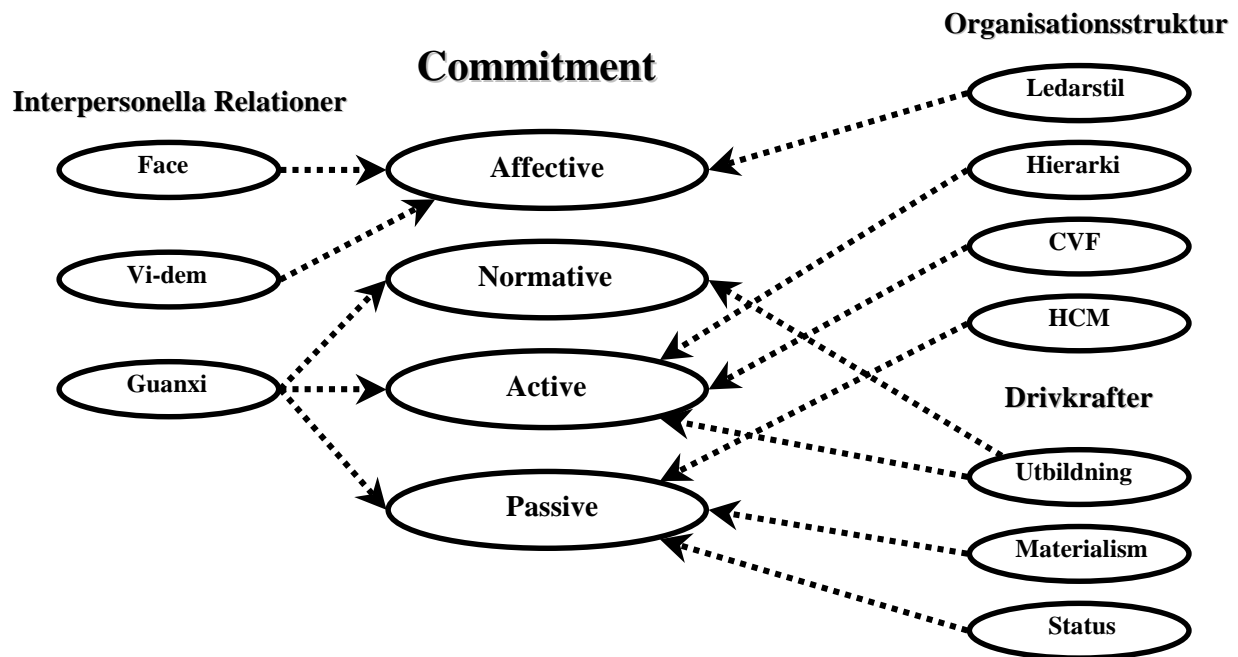 Organisationsstruktur
Commitment
Interpersonella Relationer
Ledarstil
Face
Affective
Hierarki
CVF
Vi-dem
Normative
HCM
Guanxi
Active
Drivkrafter
Utbildning
Passive
Materialism
Status